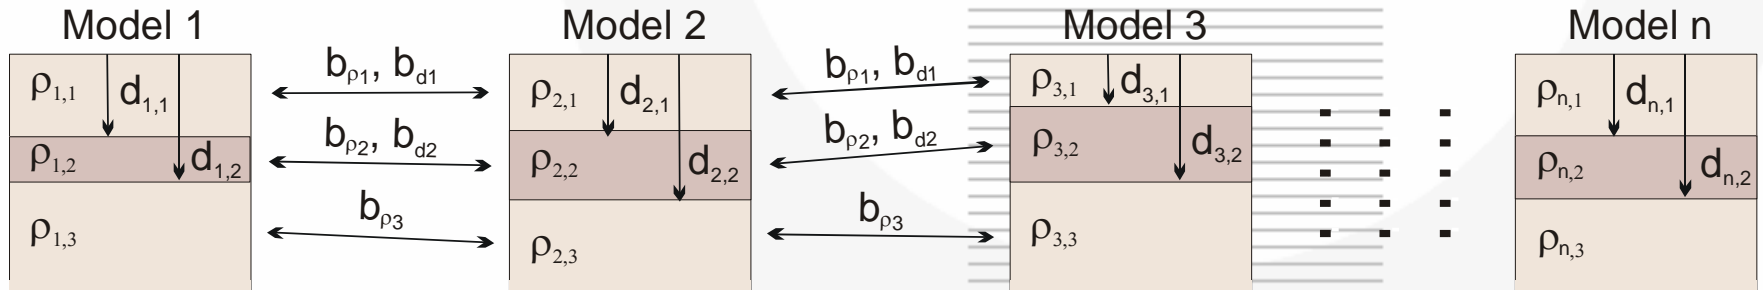 Model 1 Model 2 Model 3 Model n
ρ1,1 d1,1 bρ1, bd1 ρ2,1 d2,1 bρ1, bd1 ρ3,1 d3,1 ρn,1 dn,1
ρ1,2 d1,2 bρ2, bd2 ρ2,2 d2,2 bρ2, bd2 ρ3,2 d3,2 ρn,2 dn,2
ρ1,3 bρ3 ρ2,3 bρ3 ρ3,3 ρn,3